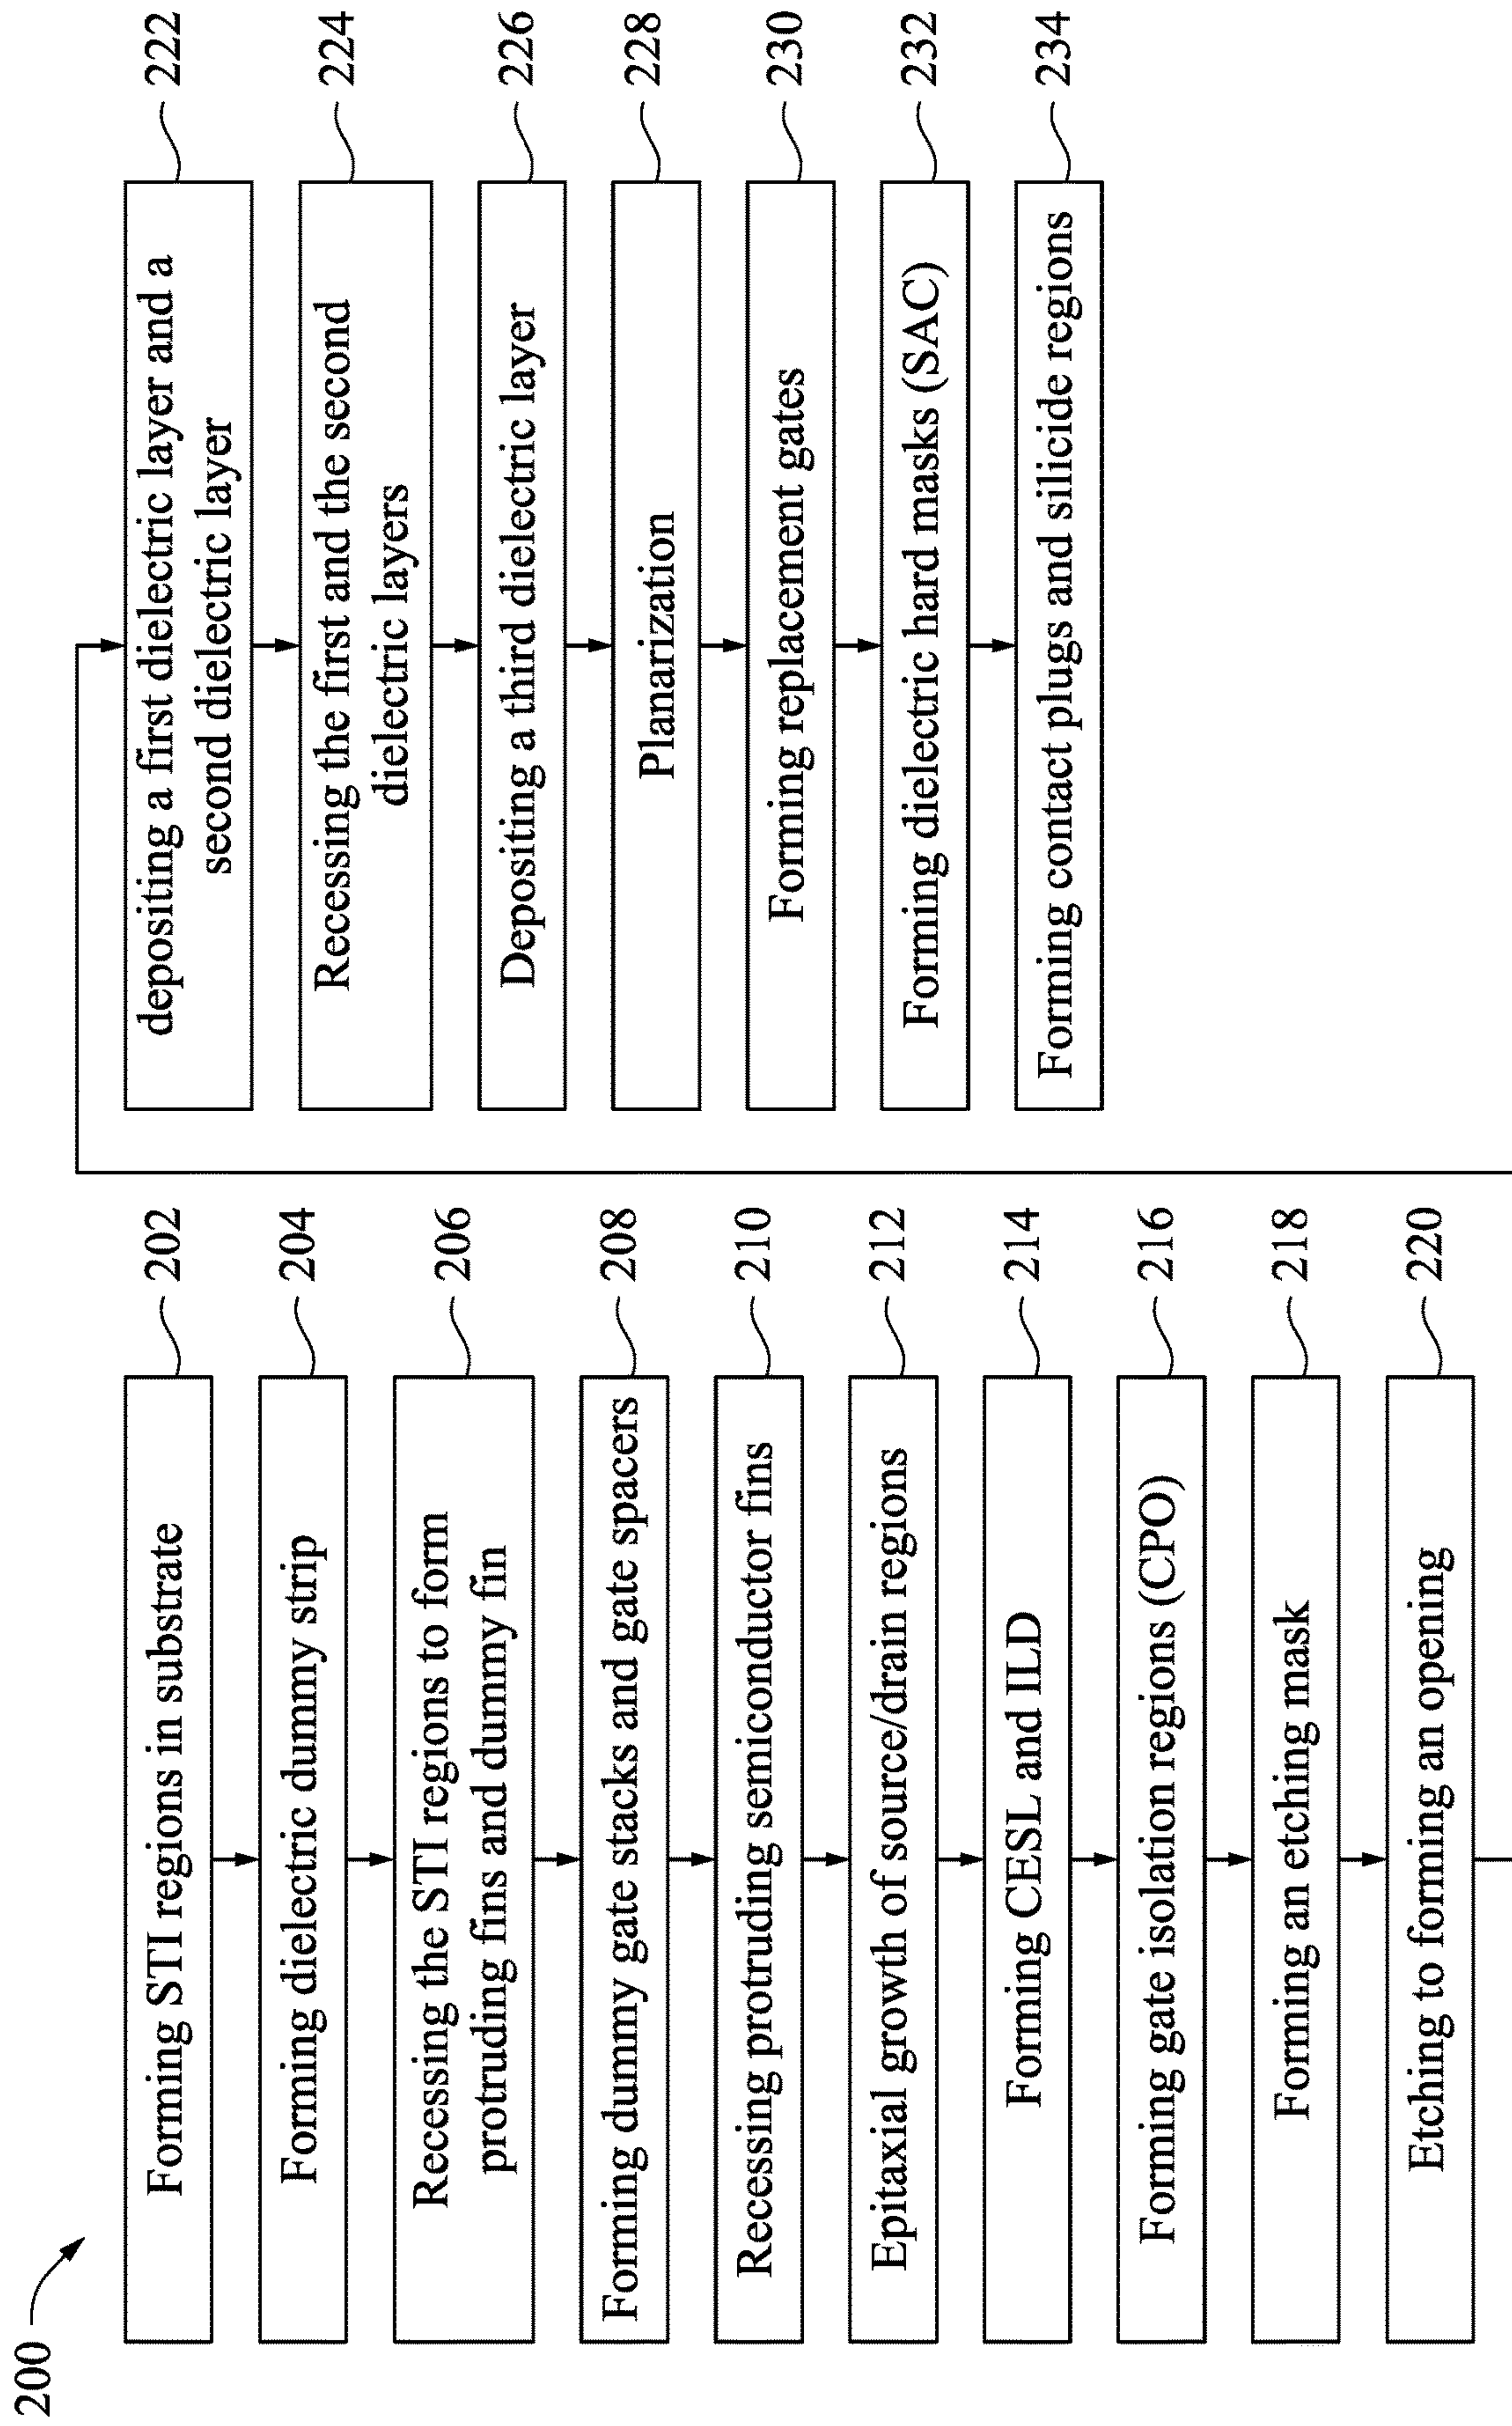 200
Forming STI regions in substrate
202
Forming dielectric dummy strip
204
Recessing the STI regions to form
protruding fins and dummy fin
206
Forming dummy gate stacks and gate spacers
208
Recessing protruding semiconductor fins
210
Epitaxial growth of source/drain regions
212
Forming CESL and ILD
214
Forming gate isolation regions (CPO)
216
Forming an etching mask
218
Etching to forming an opening
220
depositing a first dielectric layer and a
second dielectric layer
222
Recessing the first and the second
dielectric layers
224
Depositing a third dielectric layer
226
Planarization
228
Forming replacement gates
230
Forming dielectric hard masks (SAC)
232
Forming contact plugs and silicide regions
234